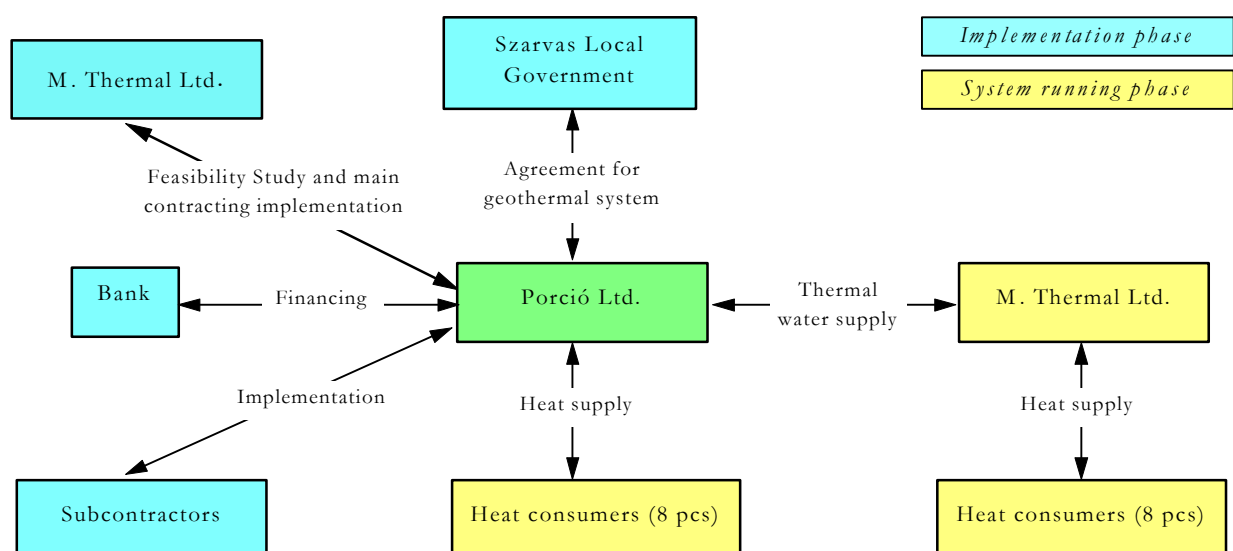 Szarvas Local
Government
Implementation phase
M. Thermal Ltd.
System running phase
Feasibility Study and main
contracting implementation
Agreement for
geothermal system
Bank
Financing
Porció Ltd.
Thermal
water supply
M. Thermal Ltd.
Implementation
Heat supply
Heat supply
Subcontractors
Heat consumers (8 pcs)
Heat consumers (8 pcs)